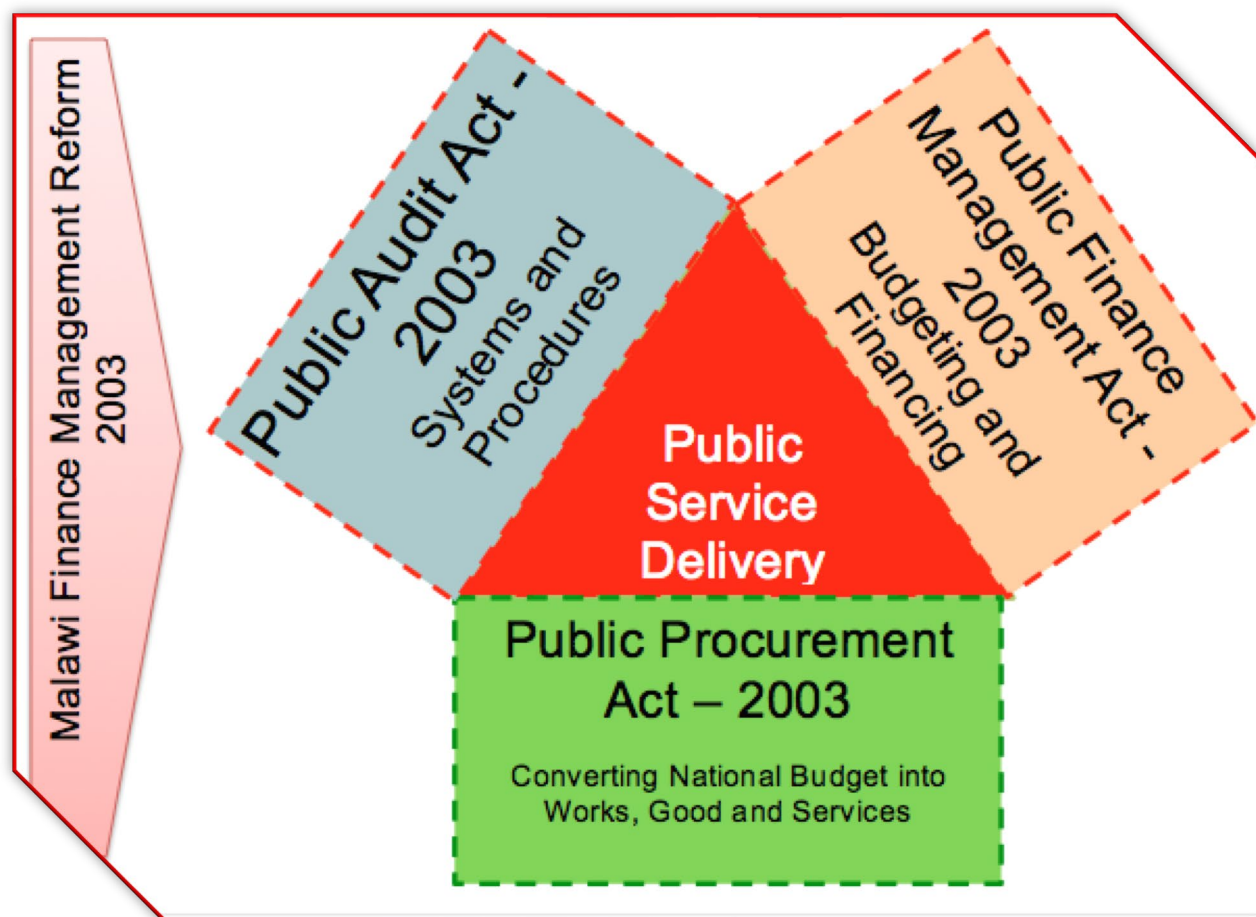 Malawi Finance Management Reform
2003
Public Audit Act -
2003
Systems and
Procedures
Public Finance
Management Act -
2003
Budgeting and
Financing
Public
Service
Delivery
Public Procurement
Act – 2003
Converting National Budget into
Works, Good and Services